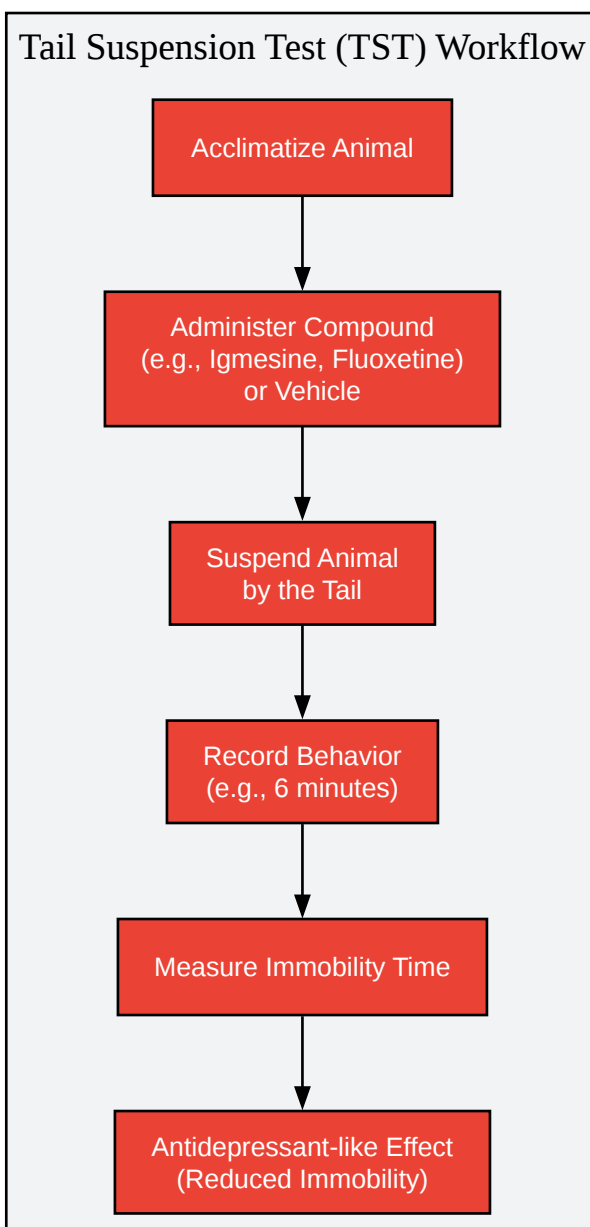 Tail Suspension Test (TST) Workflow
Acclimatize Animal
Administer Compound
(e.g., Igmesine, Fluoxetine)
or Vehicle
Suspend Animal
by the Tail
Record Behavior
(e.g., 6 minutes)
Measure Immobility Time
Antidepressant-like Effect
(Reduced Immobility)